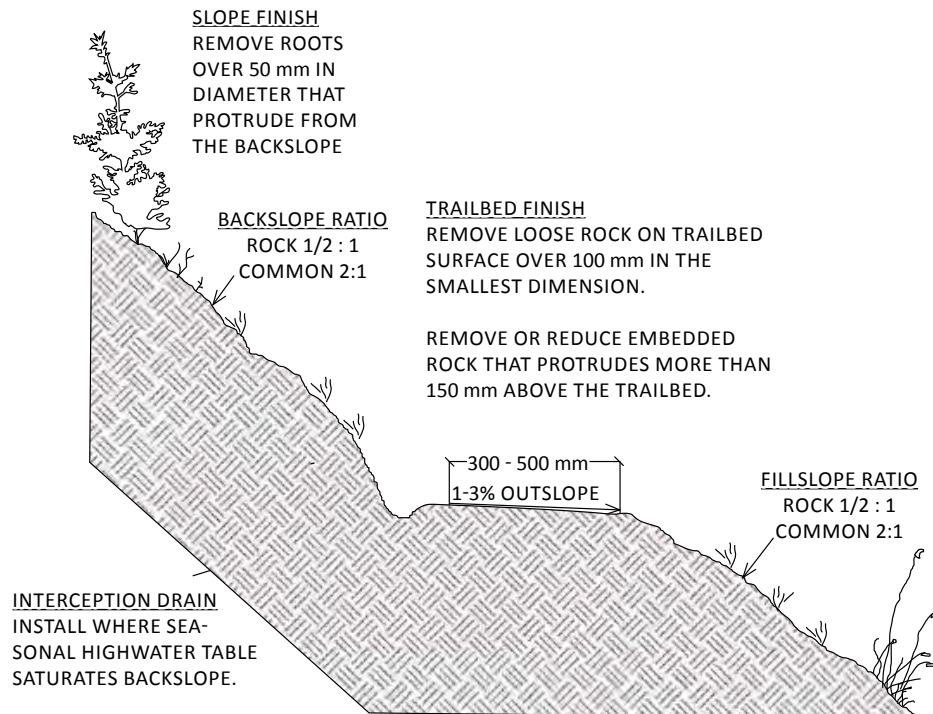 SLOPE FINISH
REMOVE ROOTS
OVER 50 mm IN
DIAMETER THAT
PROTRUDE FROM
THE BACKSLOPE
BACKSLOPE RATIO
ROCK 1/2 : 1
COMMON 2:1
TRAILBED FINISH
REMOVE LOOSE ROCK ON TRAILBED
SURFACE OVER 100 mm IN THE
SMALLEST DIMENSION.
REMOVE OR REDUCE EMBEDDED
ROCK THAT PROTRUDES MORE THAN
150 mm ABOVE THE TRAILBED.
300 - 500 mm
1-3% OUTSLOPE
FILLSLOPE RATIO
ROCK 1/2 : 1
COMMON 2:1
INTERCEPTION DRAIN
INSTALL WHERE SEA-
SONAL HIGHWATER TABLE
SATURATES BACKSLOPE.